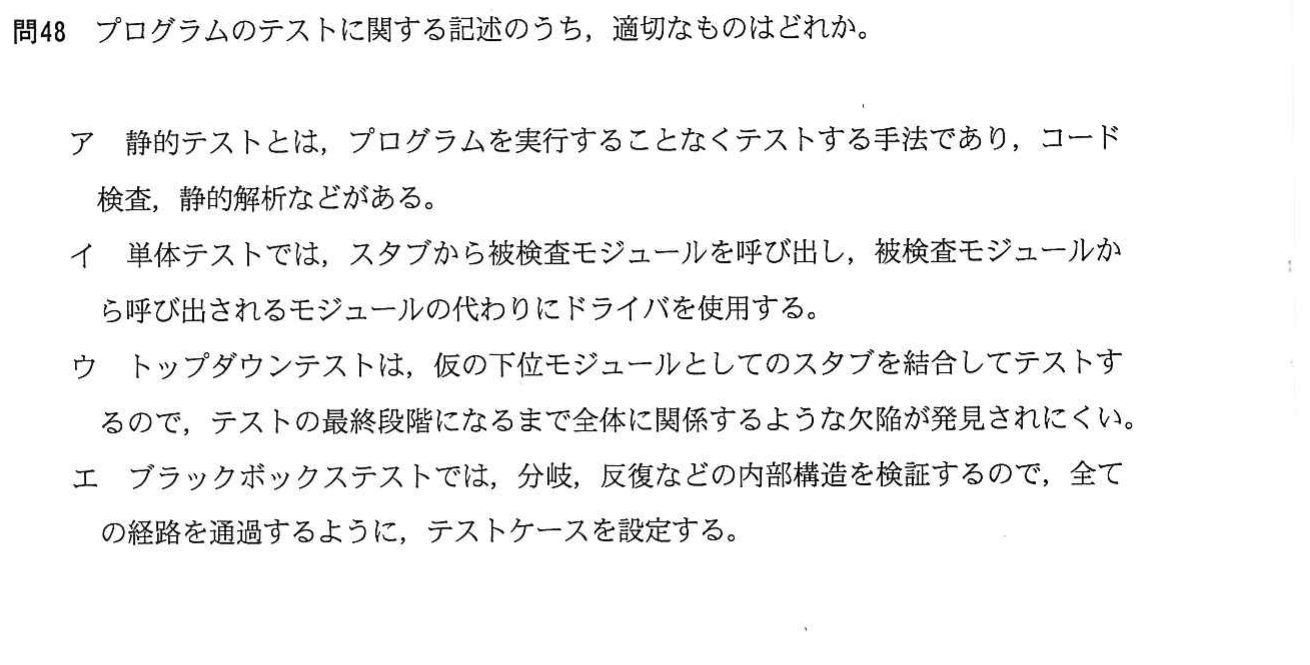 問48 プログラムのテストに関する記述のうち，適切なものはどれか。
ア 静的テストとは，プログラムを実行することなくテストする手法であり，コード
検査，静的解析などがある。
イ 単体テストでは，スタブから被検査モジュールを呼び出し，被検査モジュールか
ら呼び出されるモジュールの代わりにドライバを使用する。
ウ トップダウンテストは，仮の下位モジュールとしてのスタブを結合してテストす
るので，テストの最終段階になるまで全体に関係するような欠陥が発見されにくい。
エ ブラックボックステストでは，分岐，反復などの内部構造を検証するので，全て
の経路を通過するように，テストケースを設定する。